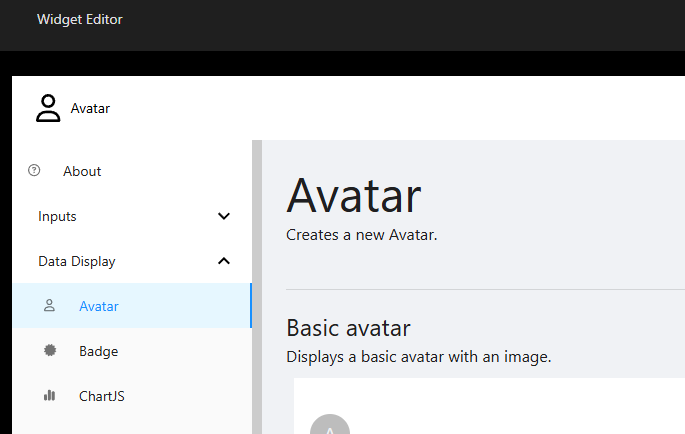 Widget Editor
Avatar
About
Inputs
Data Display
Avatar
Badge
ChartJS
Avatar
Creates a new Avatar.
Basic avatar
Displays a basic avatar with an image.
A